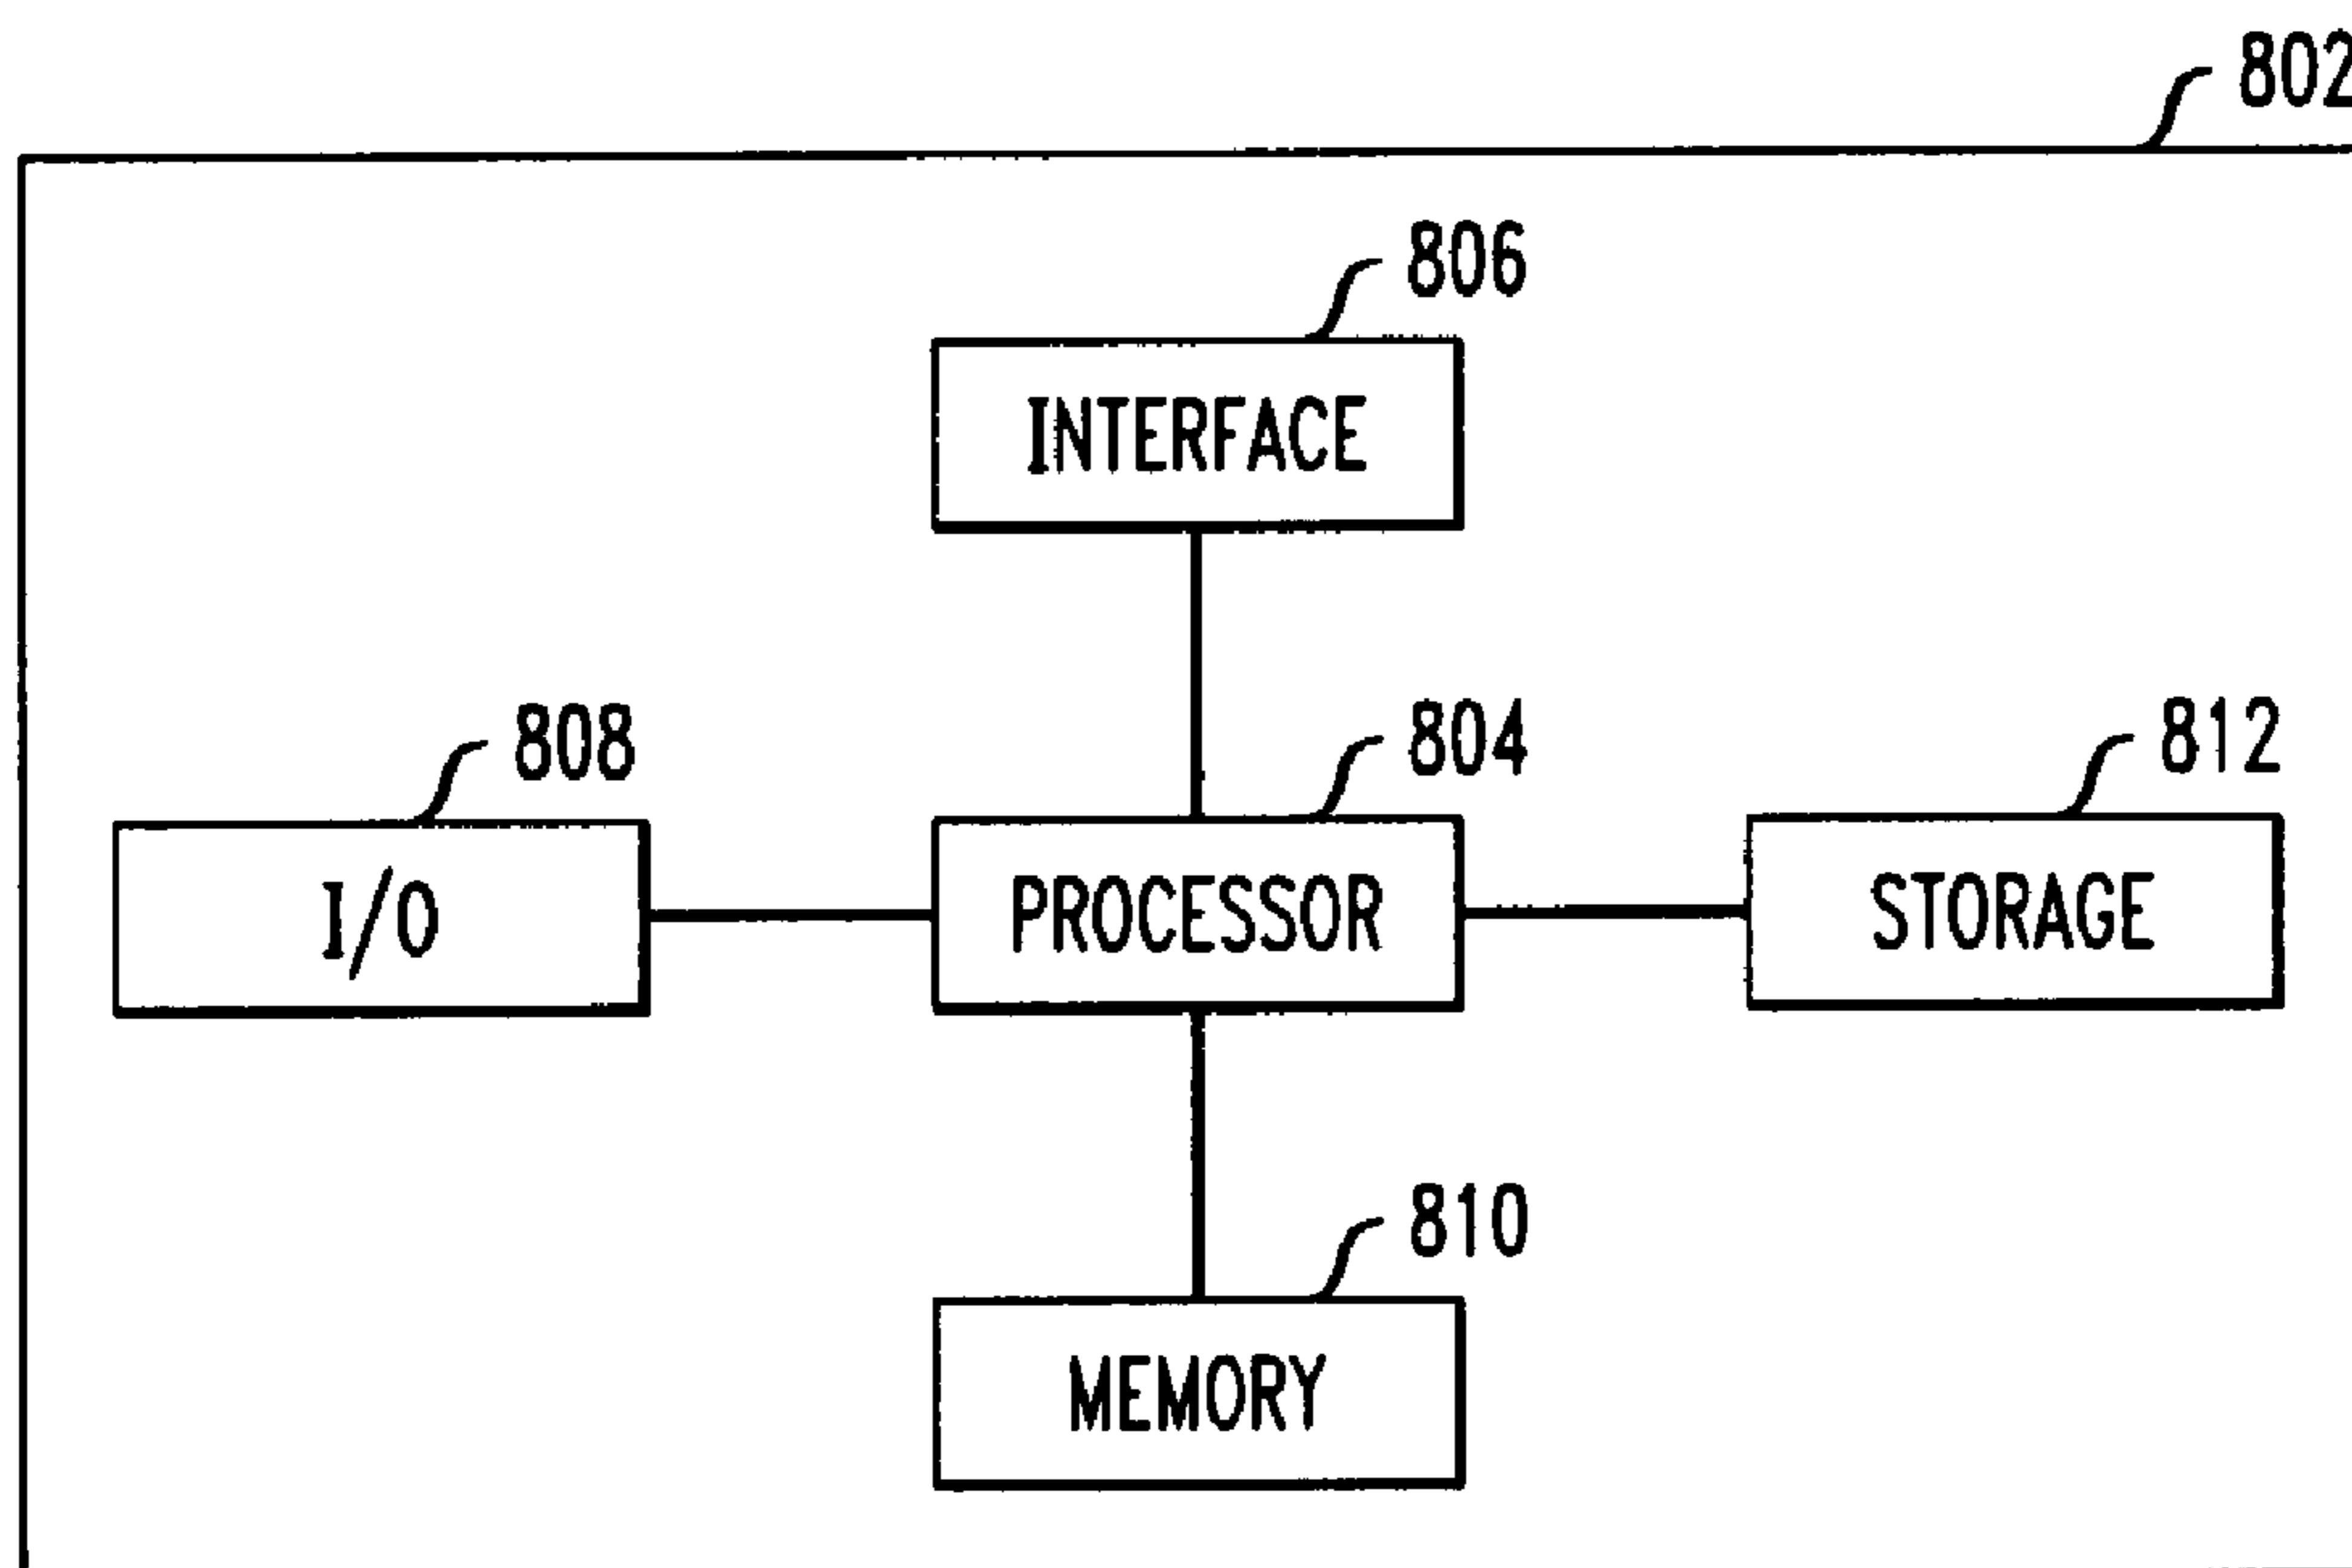 802
806
INTERFACE
808
804
812
I/O
PROCESSOR
STORAGE
810
MEMORY